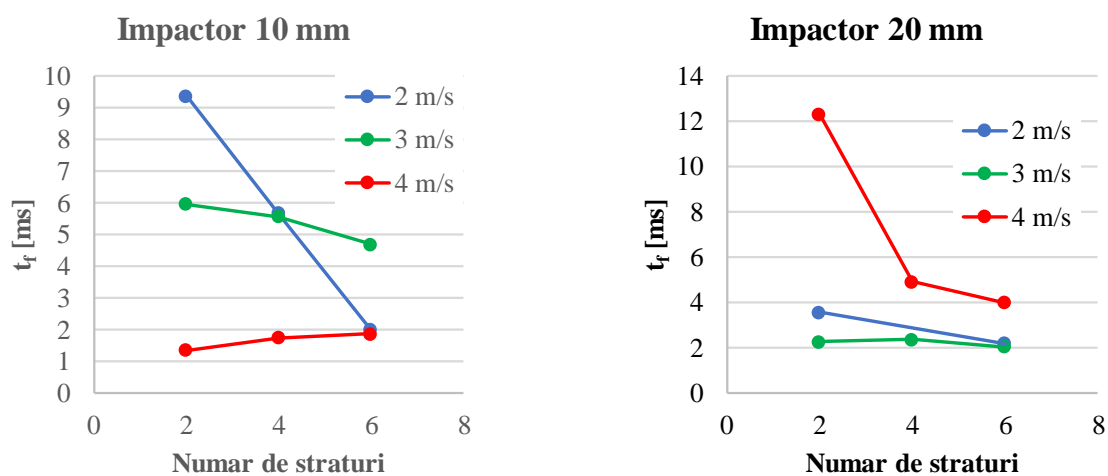 Impactor 10 mm
10
9
8
7
6
5
4
3
2
1
0
t_f [ms]
2 m/s
3 m/s
4 m/s
0 2 4 6 8
Numar de straturi
Impactor 20 mm
14
12
10
8
6
4
2
0
t_f [ms]
2 m/s
3 m/s
4 m/s
0 2 4 6 8
Numar de straturi